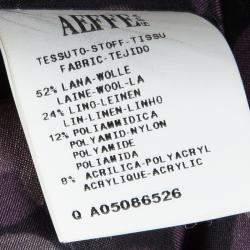 AEFFE
TESSUTO-STOFF-TISSU
FABRIC-TEJIDO
52% LANA-WOLLE
LAINE-WOOL-LA
24% LINO-LEINEN
LIN-LINEN-LINHO
12% POLIAMMIDICA
POLYAMID-NYLON
POLYAMIDE
POLIAMIDA
8% ACRILICA-POLYACRYL
ACRYLIQUE-ACRYLIC
Q A05086526